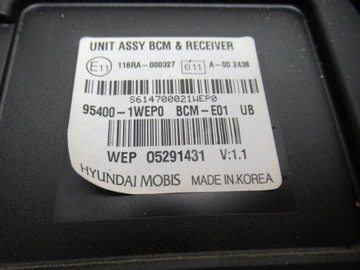 UNIT ASSY BCM & RECEIVER
E11 116RA-000327 e11 A-00 2438
S614700021WEP0
95400-1WEP0 BCM-E01 UB
WEP 05291431 V:1.1
HYUNDAI MOBIS MADE IN KOREA